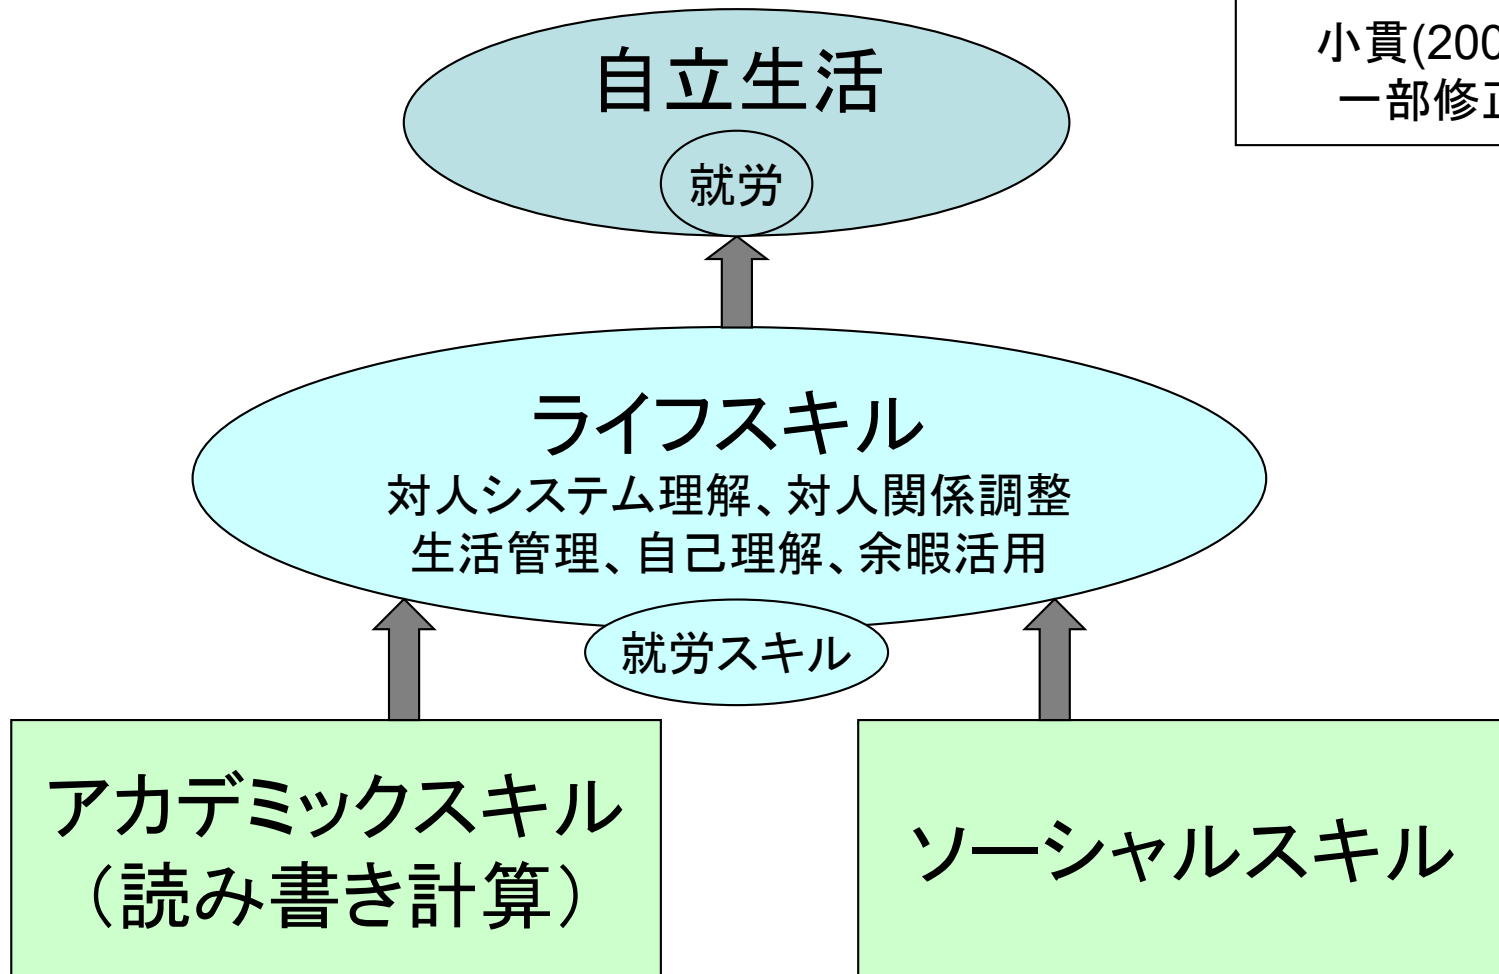 自立生活
就労
小貫(200
一部修正
ライフスキル
対人システム理解、対人関係調整
生活管理、自己理解、余暇活用
就労スキル
アカデミックスキル
（読み書き計算）
ソーシャルスキル